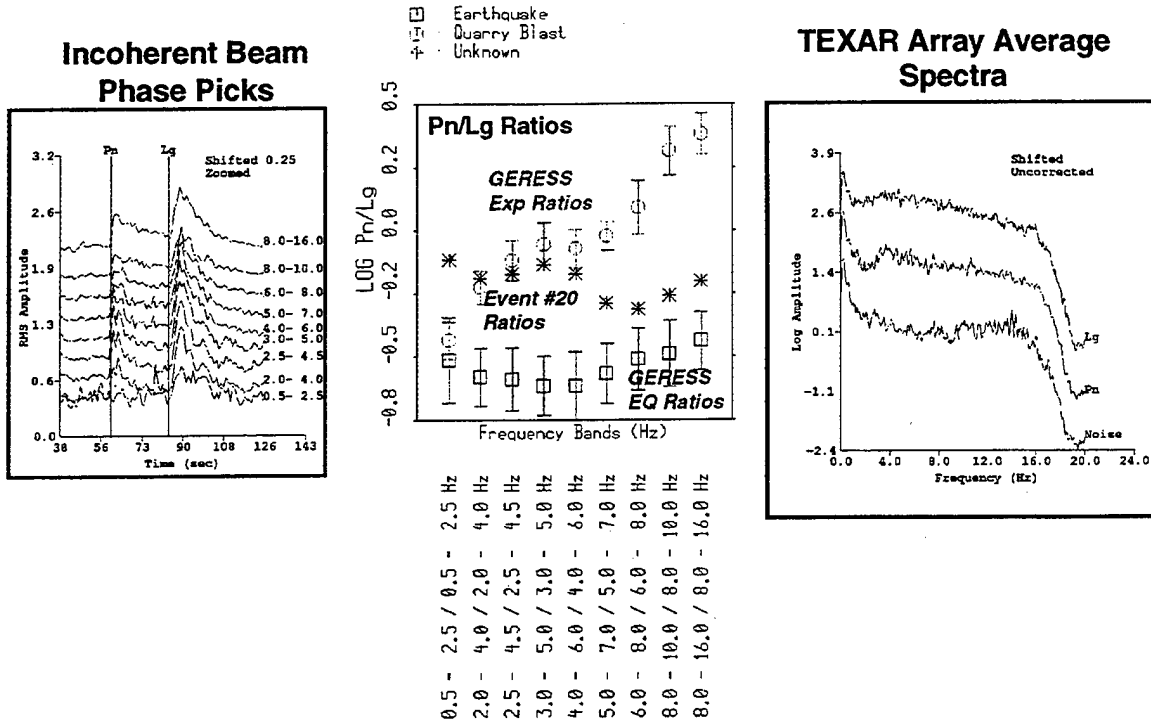 Earthquake
Quarry Blast
Unknown
Incoherent Beam
Phase Picks
Pn
Lg
Shifted 0.25
Zoomed
3.2
2.6
1.9
1.3
0.6
0.0
RMS Amplitude
8.0-16.0
8.0-10.0
6.0- 8.0
5.0- 7.0
4.0- 6.0
3.0- 5.0
2.5- 4.5
2.0- 4.0
0.5- 2.5
38 56 73 90 108 126 143
Time (sec)
Pn/Lg Ratios
GERESS
Exp Ratios
Event #20
Ratios
GERESS
EQ Ratios
LOG Pn/Lg
0.5
0.2
0.0
-0.2
-0.5
-0.8
Frequency Bands (Hz)
0.5 - 2.5 / 0.5 - 2.5 Hz
2.0 - 4.0 / 2.0 - 4.0 Hz
2.5 - 4.5 / 2.5 - 4.5 Hz
3.0 - 5.0 / 3.0 - 5.0 Hz
4.0 - 6.0 / 4.0 - 6.0 Hz
5.0 - 7.0 / 5.0 - 7.0 Hz
6.0 - 8.0 / 6.0 - 8.0 Hz
8.0 - 10.0 / 8.0 - 10.0 Hz
8.0 - 16.0 / 8.0 - 16.0 Hz
TEXAR Array Average
Spectra
Shifted
Uncorrected
3.9
2.6
1.4
0.1
-1.1
-2.4
Log Amplitude
Lg
Pn
Noise
0.0 4.0 8.0 12.0 16.0 20.0 24.0
Frequency (Hz)